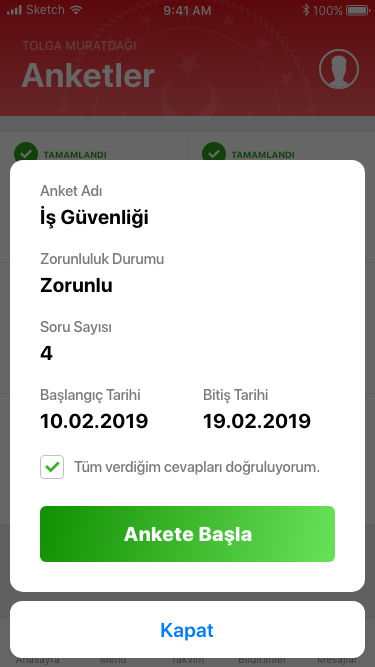 Sketch 9:41 AM 100%
TOLGA MURATDAĞI
Anketler
TAMAMLANDI TAMAMLANDI
Anket Adı
İş Güvenliği
Zorunluluk Durumu
Zorunlu
Soru Sayısı
4
Başlangıç Tarihi Bitiş Tarihi
10.02.2019 19.02.2019
Tüm verdiğim cevapları doğruluyorum.
Ankete Başla
Kapat
Anasayfa Menü Takvim Bildirimler Mesajlar